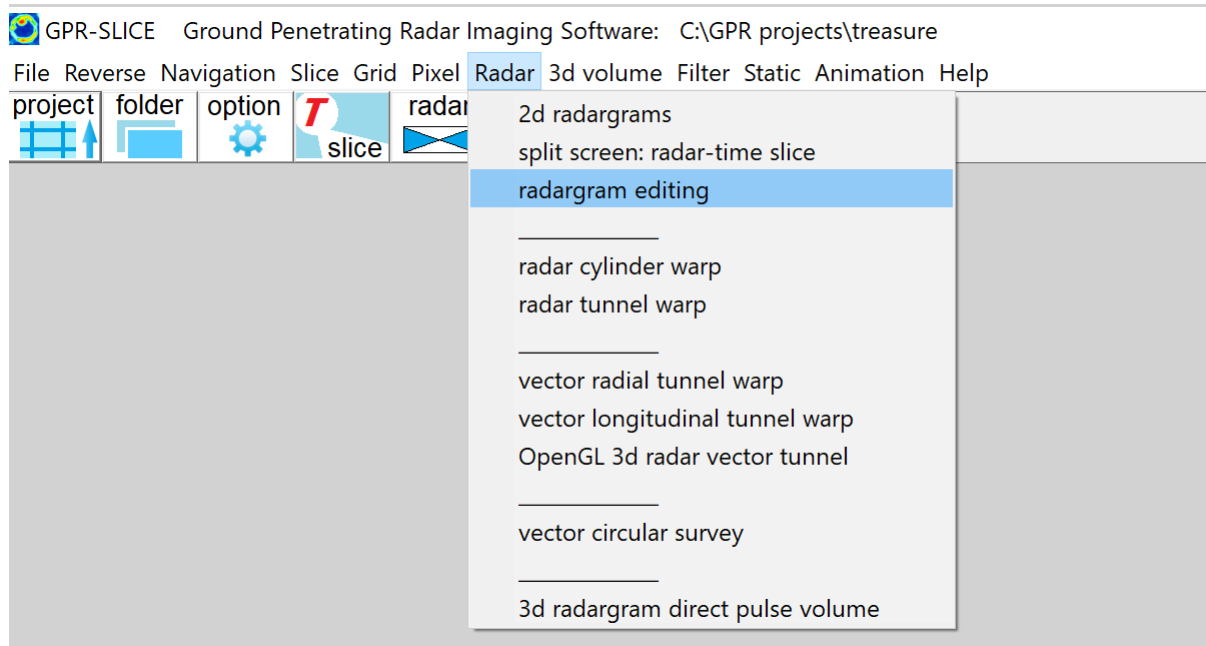 GPR-SLICE Ground Penetrating Radar Imaging Software: C:\GPR projects\treasure
File Reverse Navigation Slice Grid Pixel Radar 3d volume Filter Static Animation Help
project folder option T slice radar
2d radargrams
split screen: radar-time slice
radargram editing
radar cylinder warp
radar tunnel warp
vector radial tunnel warp
vector longitudinal tunnel warp
OpenGL 3d radar vector tunnel
vector circular survey
3d radargram direct pulse volume